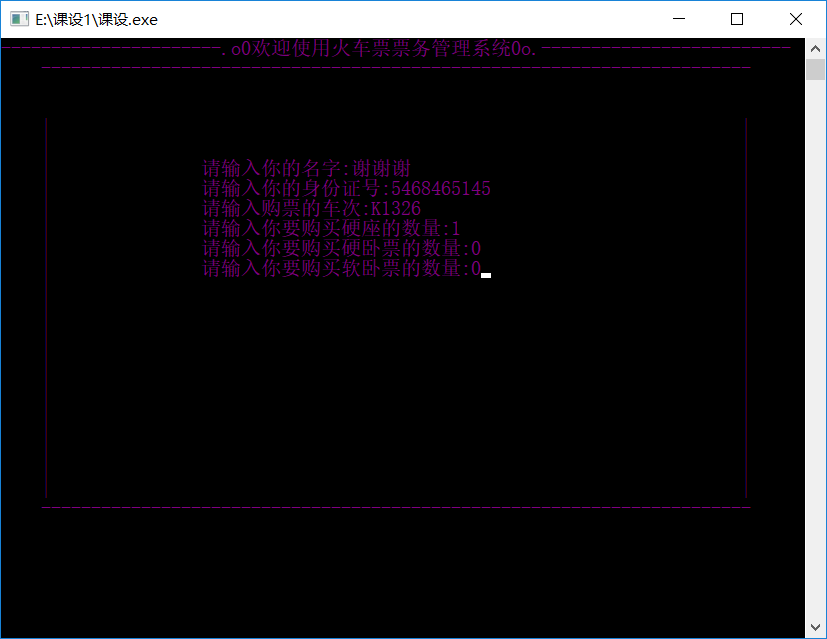 E:\课设1\课设.exe
.o0欢迎使用火车票票务管理系统0o.
请输入你的名字:谢谢谢
请输入你的身份证号:5468465145
请输入购票的车次:K1326
请输入你要购买硬座的数量:1
请输入你要购买硬卧票的数量:0
请输入你要购买软卧票的数量:0